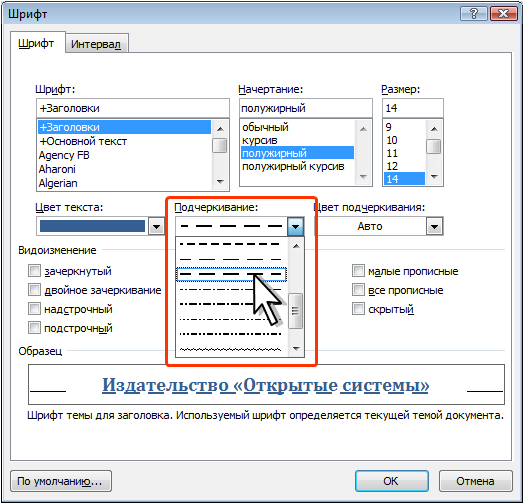 Шрифт
Шрифт Интервал
Шрифт: Начертание: Размер:
+Заголовки полужирный 14
+Заголовки обычный 9
+Основной текст курсив 10
Agency FB полужирный 11
Aharoni полужирный курсив 12
Algerian 14
Цвет текста: Подчеркивание: Цвет подчеркивания:
Авто
Видоизменение
зачеркнутый малые прописные
двойное зачеркивание все прописные
надстрочный скрытый
подстрочный
Образец
Издательство «Открытые системы»
Шрифт темы для заголовка. Используемый шрифт определяется текущей темой документа.
По умолчанию... ОК Отмена